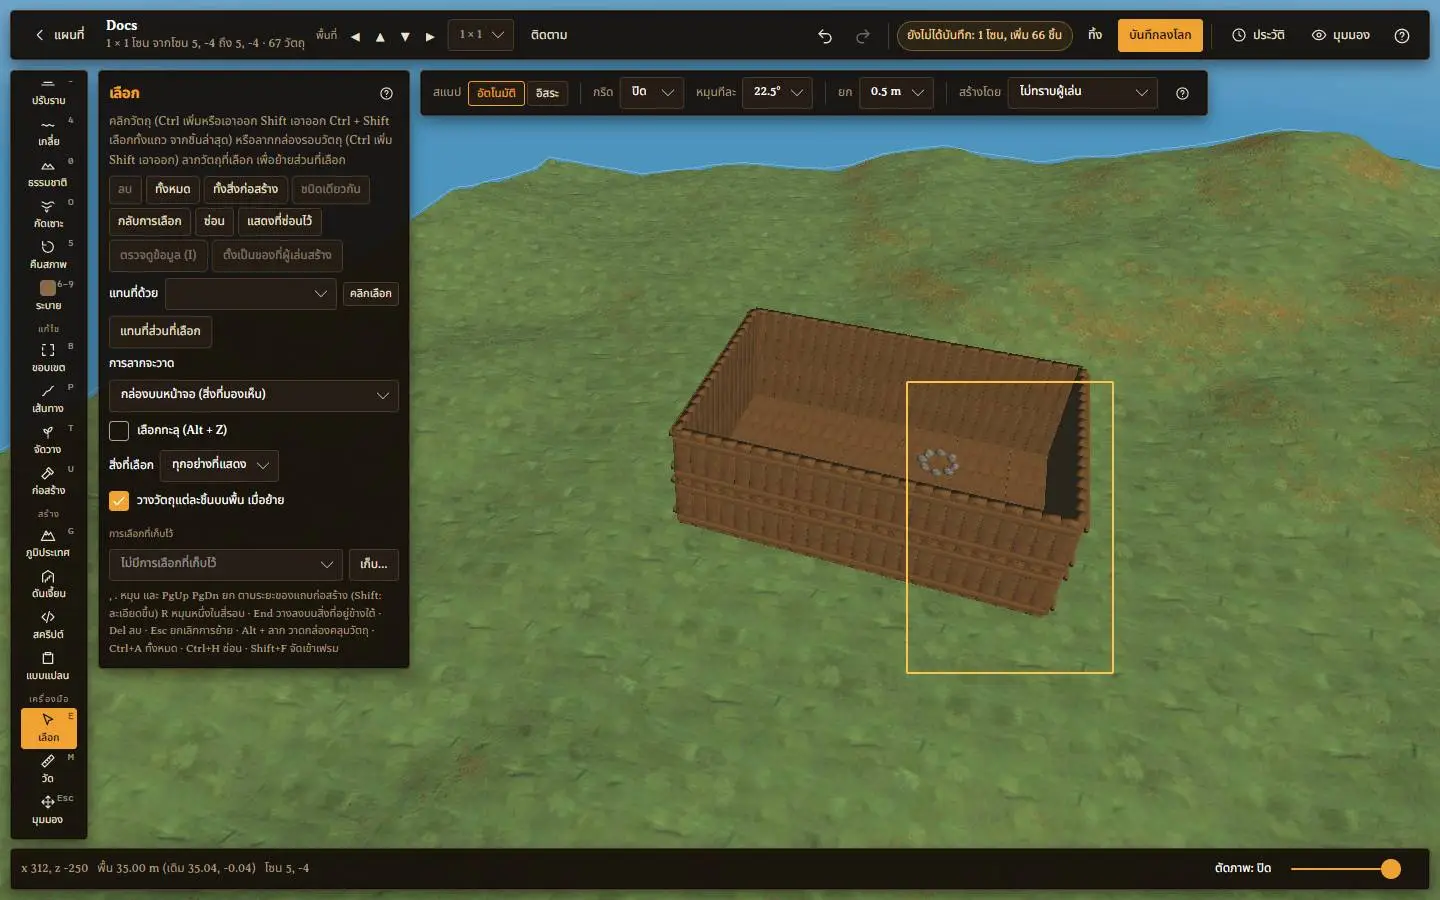 แผนที่
Docs
1 × 1 โซน จากโซน 5, -4 ถึง 5, -4 · 67 วัตถุ
พื้นที่
1 × 1
ติดตาม
ยังไม่ได้บันทึก: 1 โซน, เพิ่ม 66 ชิ้น
ทิ้ง
บันทึกลงโลก
ประวัติ
มุมมอง
ปรับราบ
4
เกลี่ย
0
ธรรมชาติ
O
กัดเซาะ
5
คืนสภาพ
6–9
ระบาย
แก้ไข
B
ขอบเขต
P
เส้นทาง
T
จัดวาง
U
ก่อสร้าง
สร้าง
G
ภูมิประเทศ
ดันเจี้ยน
สคริปต์
แบบแปลน
เครื่องมือ
E
เลือก
M
วัด
Esc
มุมมอง
เลือก
คลิกวัตถุ (Ctrl เพิ่มหรือเอาออก Shift เอาออก Ctrl + Shift
เลือกทั้งแถว จากชิ้นล่าสุด) หรือลากกล่องรอบวัตถุ (Ctrl เพิ่ม
Shift เอาออก) ลากวัตถุที่เลือก เพื่อย้ายส่วนที่เลือก
ลบ
ทั้งหมด
ทั้งสิ่งก่อสร้าง
ชนิดเดียวกัน
กลับการเลือก
ซ่อน
แสดงที่ซ่อนไว้
ตรวจดูข้อมูล (I)
ตั้งเป็นของที่ผู้เล่นสร้าง
แทนที่ด้วย
คลิกเลือก
แทนที่ส่วนที่เลือก
การลากจะวาด
กล่องบนหน้าจอ (สิ่งที่มองเห็น)
เลือกทะลุ (Alt + Z)
สิ่งที่เลือก
ทุกอย่างที่แสดง
วางวัตถุแต่ละชิ้นบนพื้น เมื่อย้าย
การเลือกที่เก็บไว้
ไม่มีการเลือกที่เก็บไว้
เก็บ...
, . หมุน และ PgUp PgDn ยก ตามระยะของแถบก่อสร้าง (Shift:
ละเอียดขึ้น) R หมุนหนึ่งในสี่รอบ · End วางลงบนสิ่งที่อยู่ข้างใต้ ·
Del ลบ · Esc ยกเลิกการย้าย · Alt + ลาก วาดกล่องคลุมวัตถุ ·
Ctrl+A ทั้งหมด · Ctrl+H ซ่อน · Shift+F จัดเข้าเฟรม
สแนป
อัตโนมัติ
อิสระ
กริด
ปิด
หมุนทีละ
22.5°
ยก
0.5 m
สร้างโดย
ไม่ทราบผู้เล่น
x 312, z -250 พื้น 35.00 m (เดิม 35.04, -0.04) โซน 5, -4
ตัดภาพ: ปิด